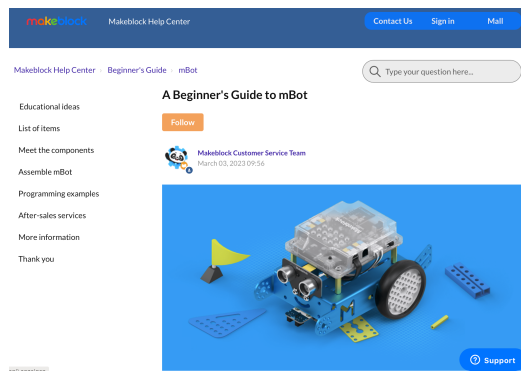 makeblock
Makeblock Help Center
Contact Us
Sign in
Mall
Makeblock Help Center
Beginner's Guide
mBot
Type your question here...
A Beginner's Guide to mBot
Follow
Makeblock Customer Service Team
March 03, 2023 09:56
Educational ideas
List of items
Meet the components
Assemble mBot
Programming examples
After-sales services
More information
Thank you
Support